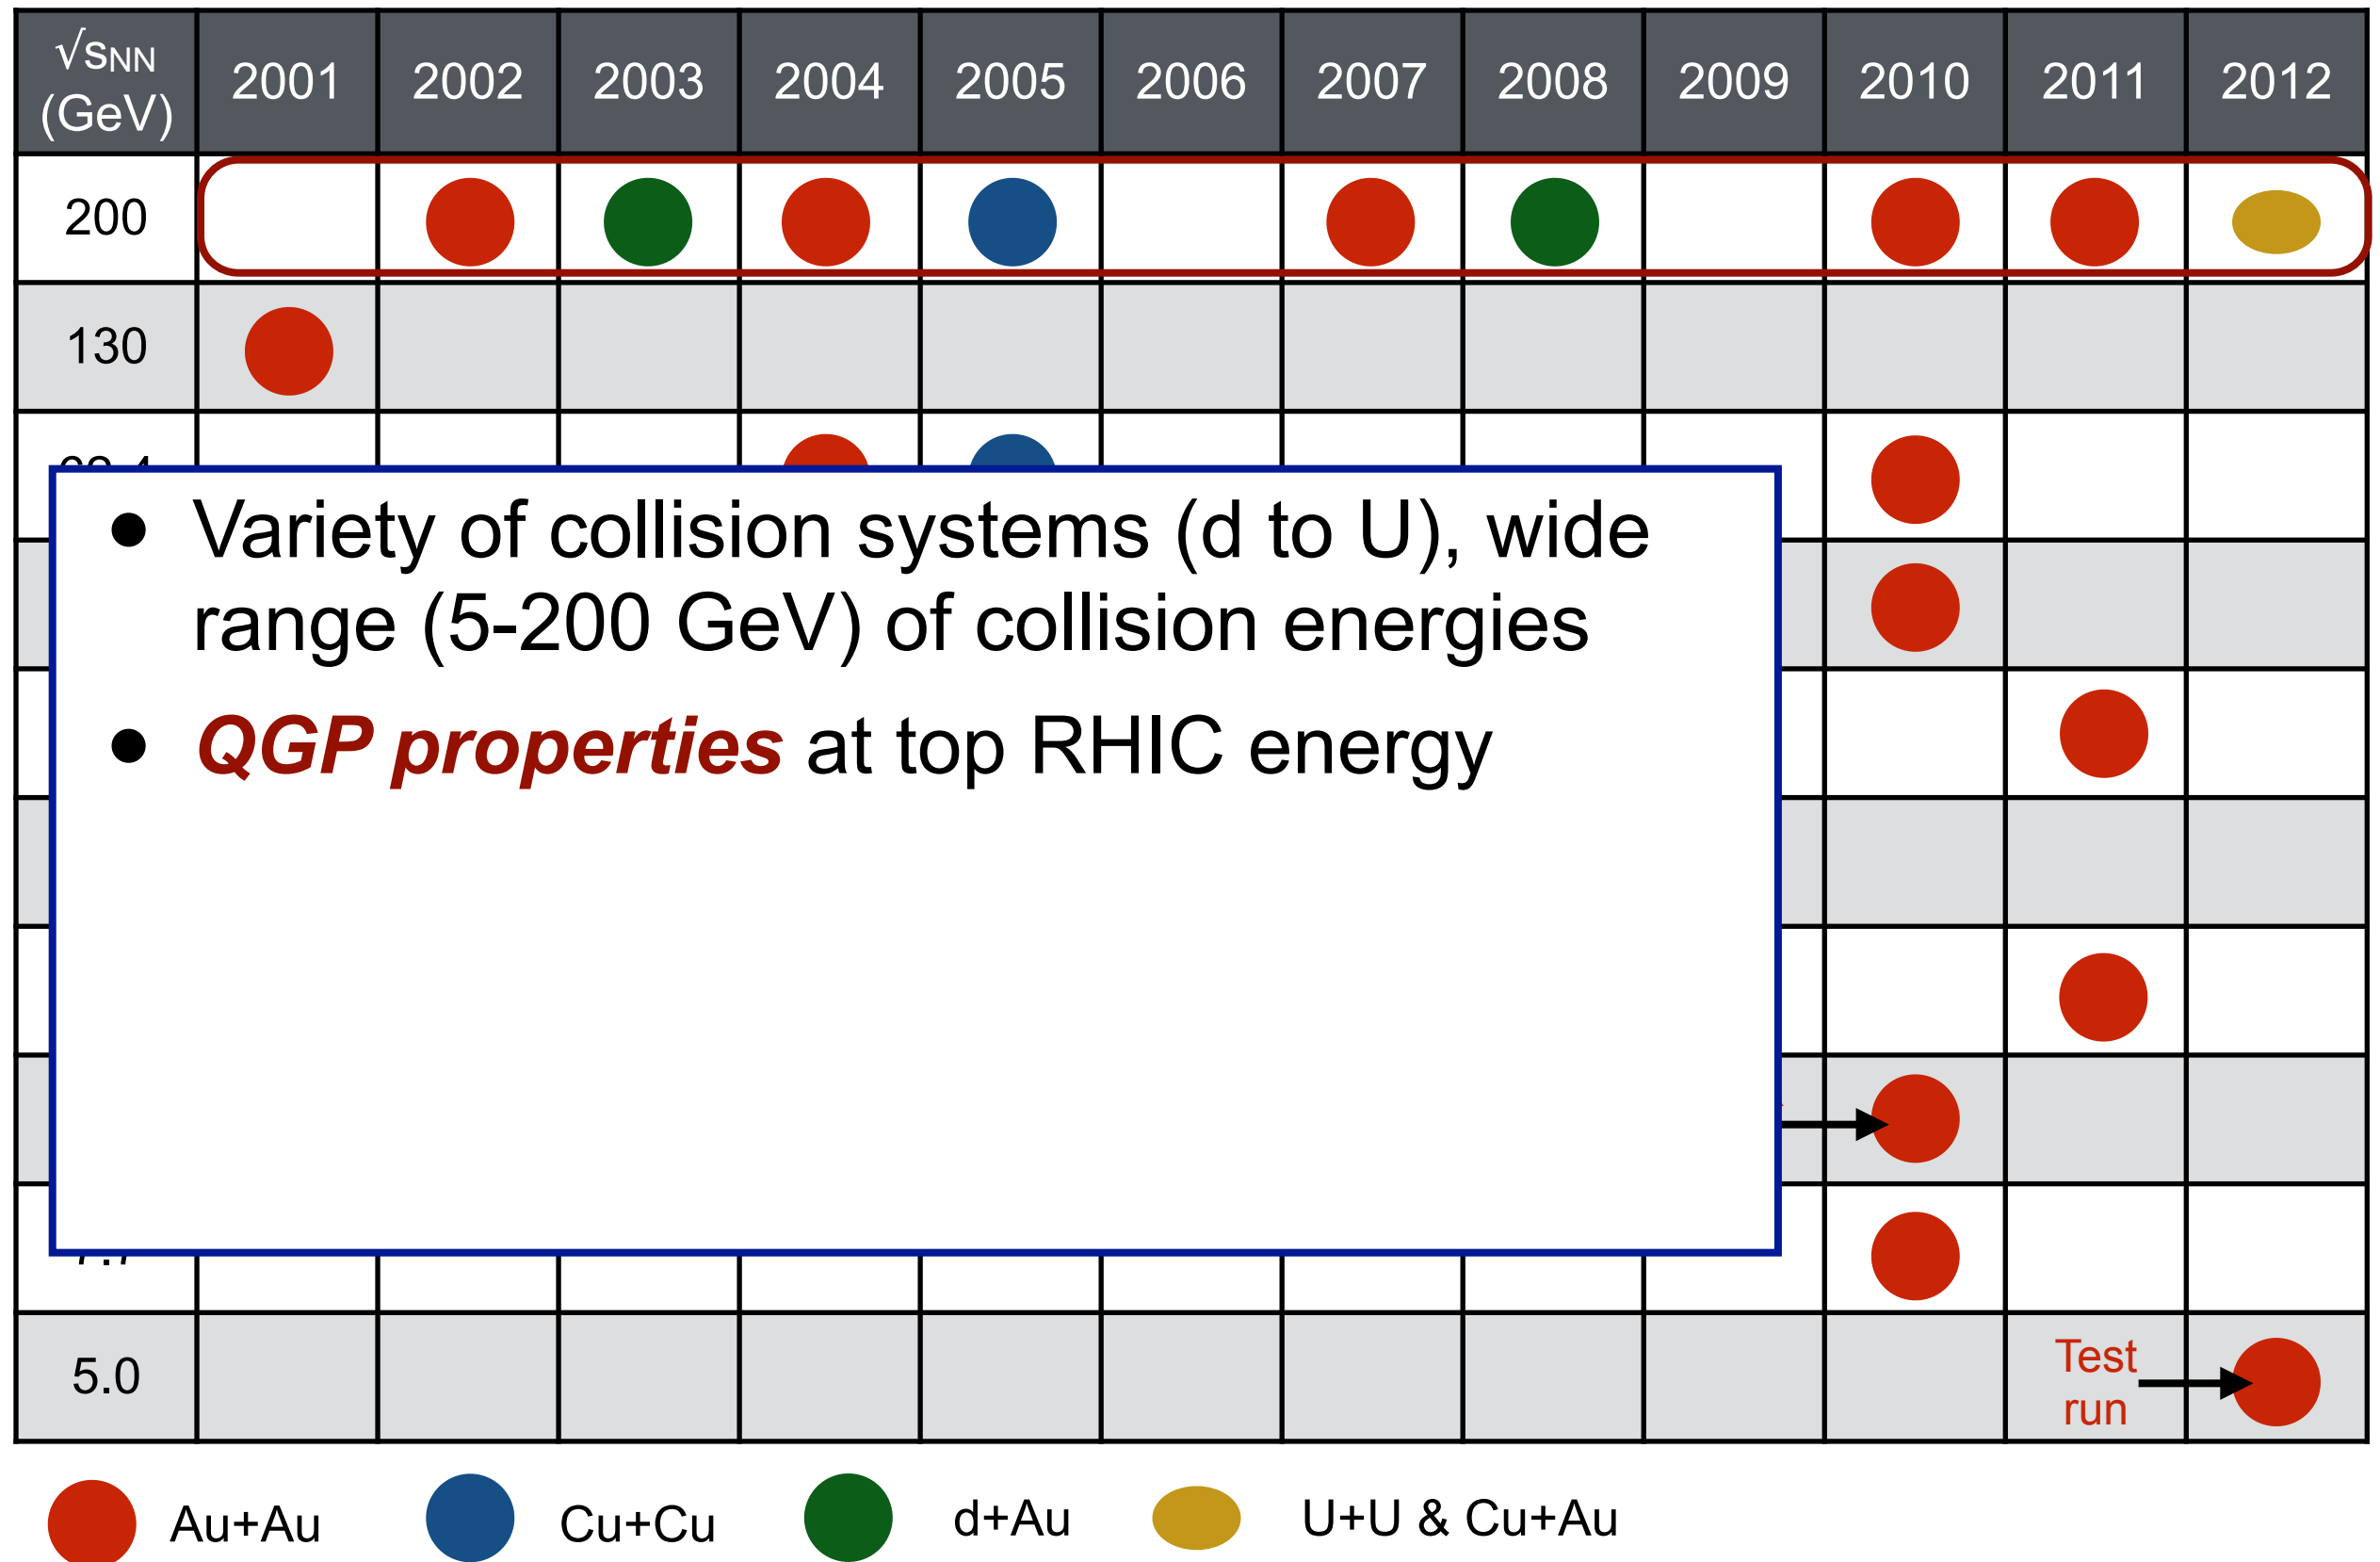 √sNN
(GeV) 2001 2002 2003 2004 2005 2006 2007 2008 2009 2010 2011 2012
200
130
● Variety of collision systems (d to U), wide
range (5-200 GeV) of collision energies
● QGP properties at top RHIC energy
5.0
Test
run
Au+Au Cu+Cu d+Au U+U & Cu+Au